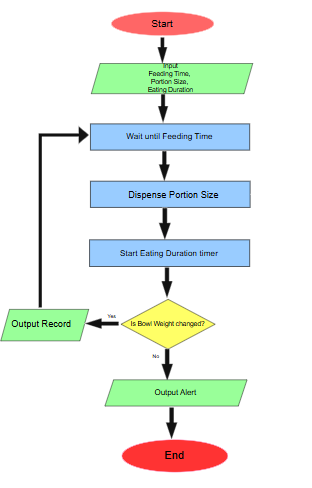 Start
Input
Feeding Time,
Portion Size,
Eating Duration
Wait until Feeding Time
Dispense Portion Size
Start Eating Duration timer
Is Bowl Weight changed?
Yes
Output Record
No
Output Alert
End